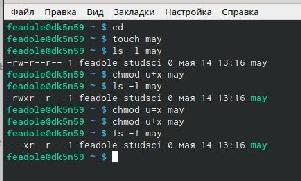 Файл Правка Вид Закладки Настройка Справка
feadole@dk5n59 ~ $ cd
feadole@dk5n59 ~ $ touch may
feadole@dk5n59 ~ $ ls -l may
-rw-r--r-- 1 feadole studsci 0 мая 14 13:16 may
feadole@dk5n59 ~ $ chmod u+x may
feadole@dk5n59 ~ $ ls -l may
-rwxr--r-- 1 feadole studsci 0 мая 14 13:16 may
feadole@dk5n59 ~ $ chmod u+x may
feadole@dk5n59 ~ $ chmod u+x may
feadole@dk5n59 ~ $ ls -l may
1 feadole studsci 0 мая 14 13:16 may
feadole@dk5n59 ~ $